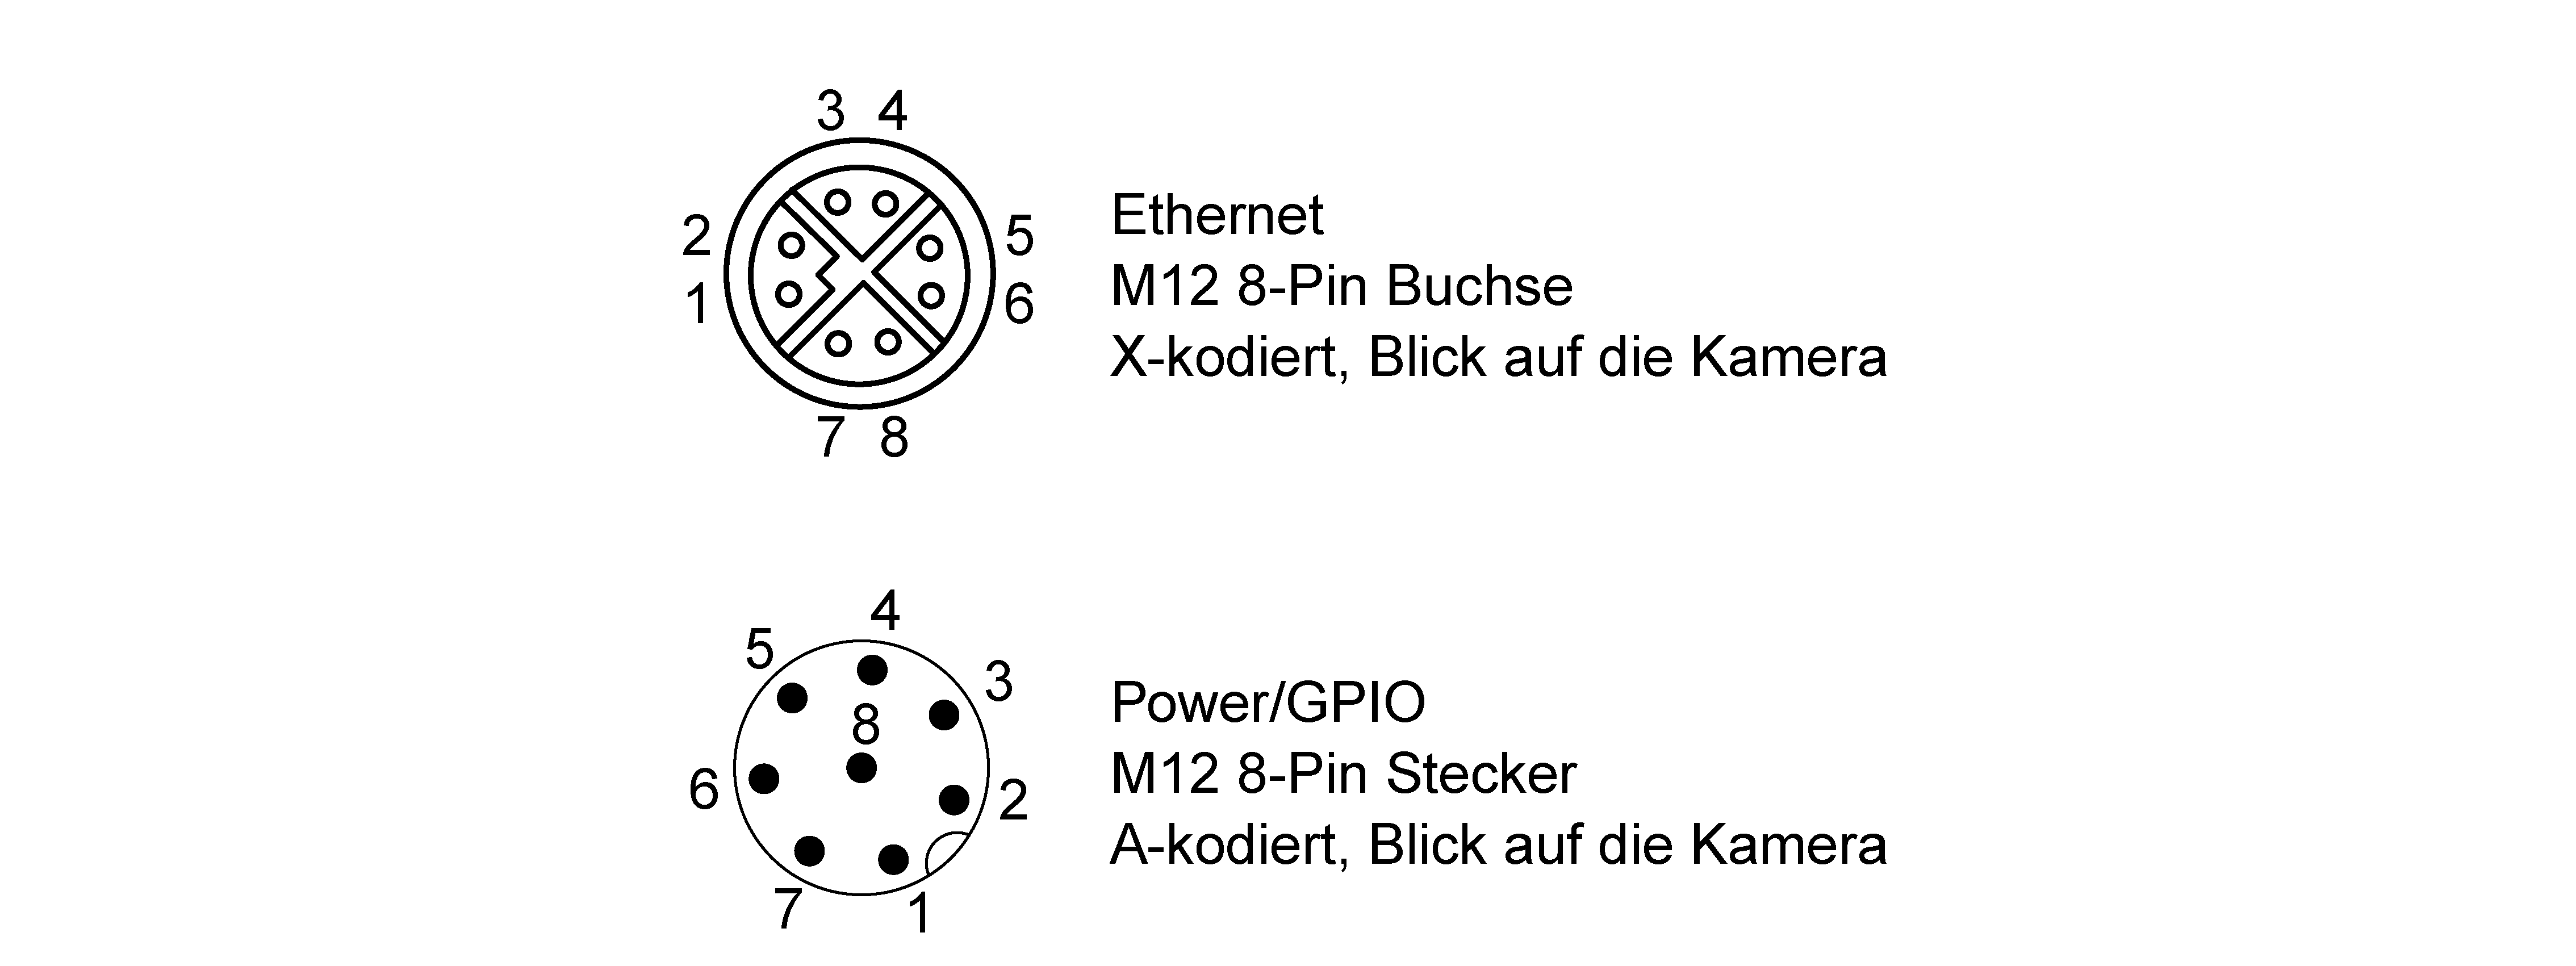 3 4
2
5
1
6
7 8
Ethernet
M12 8-Pin Buchse
X-kodiert, Blick auf die Kamera
4
5
3
8
6
2
7
1
Power/GPIO
M12 8-Pin Stecker
A-kodiert, Blick auf die Kamera